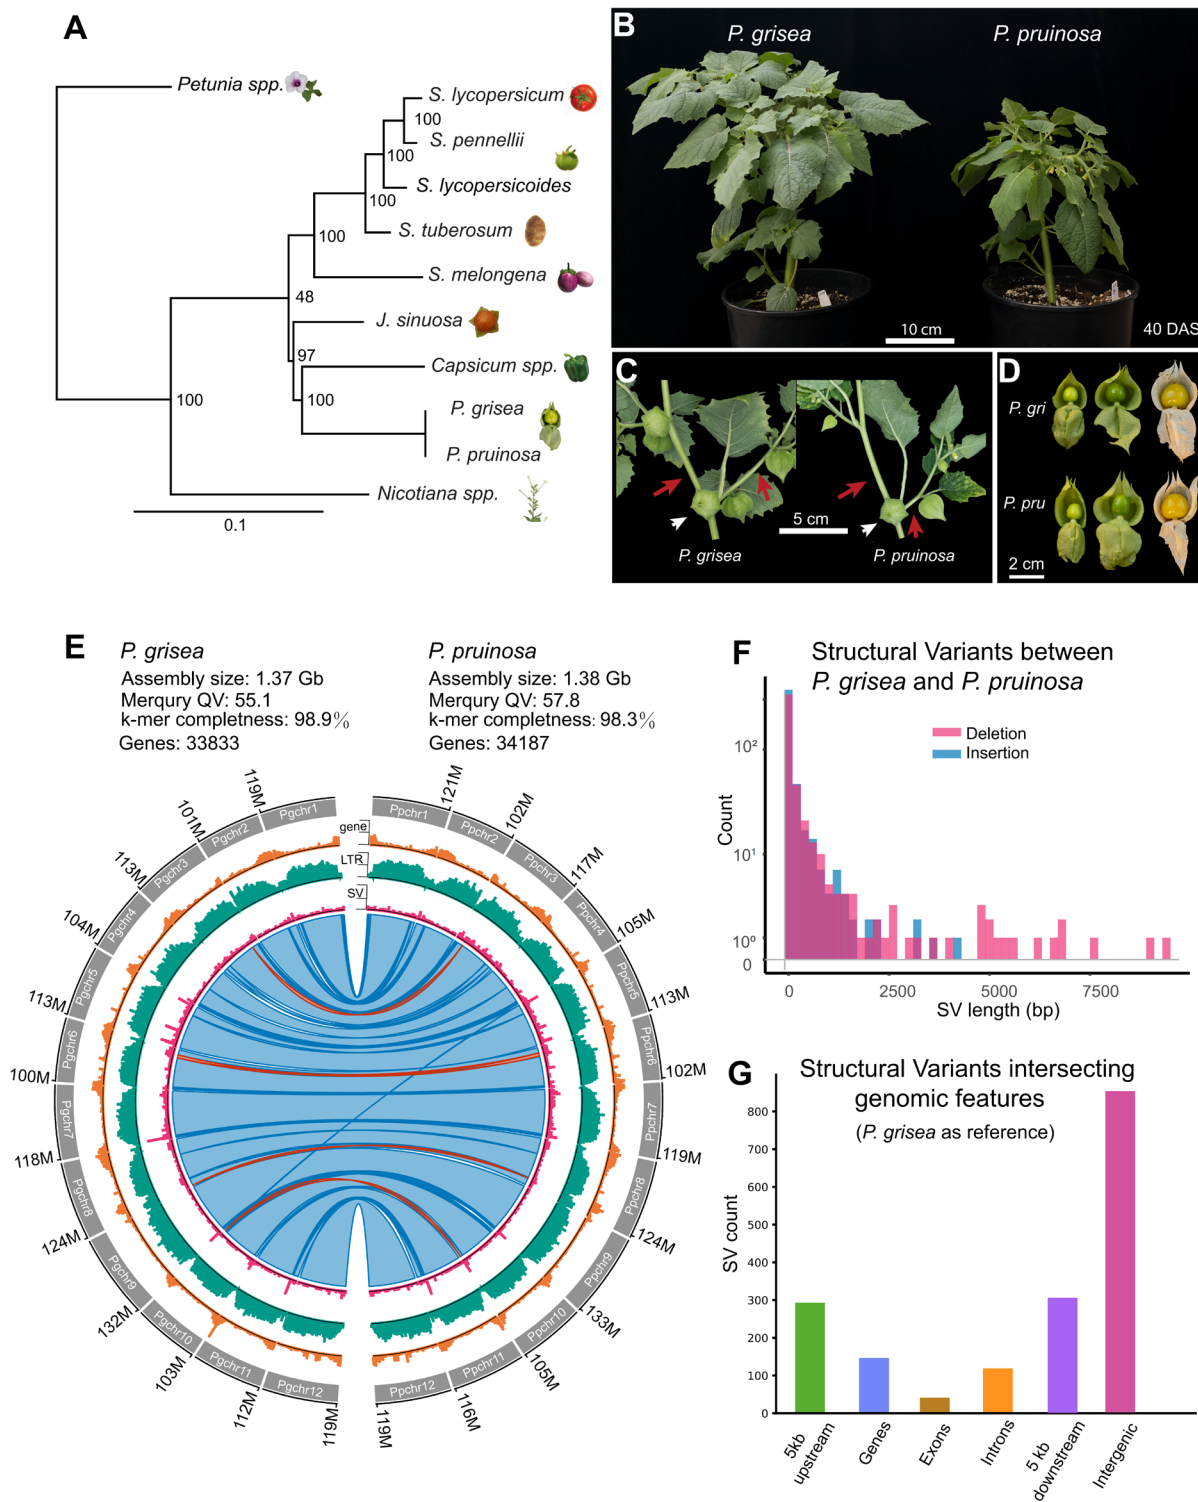 A
Petunia spp.
S. lycopersicum
100
S. pennellii
100
S. lycopersicoides
100
S. tuberosum
100
S. melongena
48
J. sinuosa
97
Capsicum spp.
100
P. grisea
100
P. pruinosa
Nicotiana spp.
0.1
B
P. grisea
P. pruinosa
10 cm
40 DAS
C
5 cm
P. grisea
P. pruinosa
D
P. gri
P. pru
2 cm
E
P. grisea
Assembly size: 1.37 Gb
Merqury QV: 55.1
k-mer completness: 98.9%
Genes: 33833
P. pruinosa
Assembly size: 1.38 Gb
Merqury QV: 57.8
k-mer completness: 98.3%
Genes: 34187
gene
LTR
SV
Pgchr1
119M
Pgchr2
101M
Pgchr3
113M
Pgchr4
104M
Pgchr5
113M
Pgchr6
100M
Pgchr7
118M
Pgchr8
124M
Pgchr9
132M
Pgchr10
103M
Pgchr11
112M
Pgchr12
119M
Ppchr1
121M
Ppchr2
102M
Ppchr3
117M
Ppchr4
105M
Ppchr5
113M
Ppchr6
102M
Ppchr7
119M
Ppchr8
124M
Ppchr9
133M
Ppchr10
105M
Ppchr11
116M
Ppchr12
119M
F
Structural Variants between
P. grisea and P. pruinosa
Deletion
Insertion
Count
10²
10¹
10⁰
0
0
2500
5000
7500
SV length (bp)
G
Structural Variants intersecting
genomic features
(P. grisea as reference)
SV count
800
700
600
500
400
300
200
100
0
5kb
upstream
Genes
Exons
Introns
5 kb
downstream
Intergenic